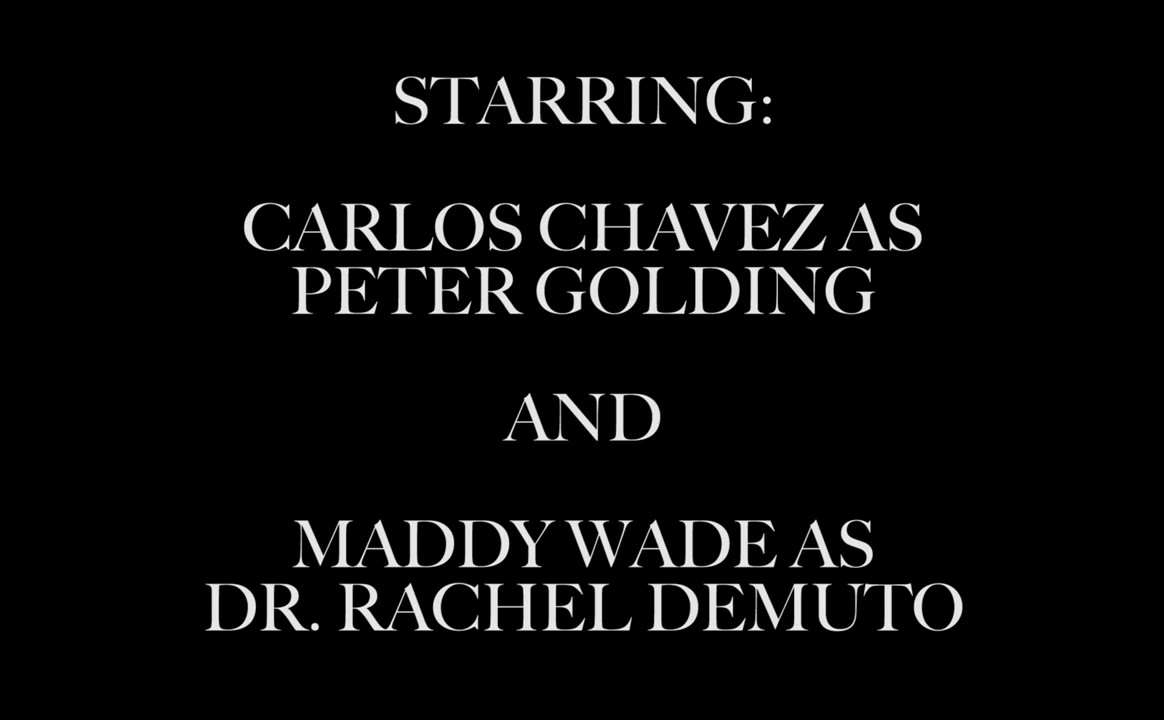 STARRING:
CARLOS CHAVEZ AS
PETER GOLDING
AND
MADDY WADE AS
DR. RACHEL DEMUTO